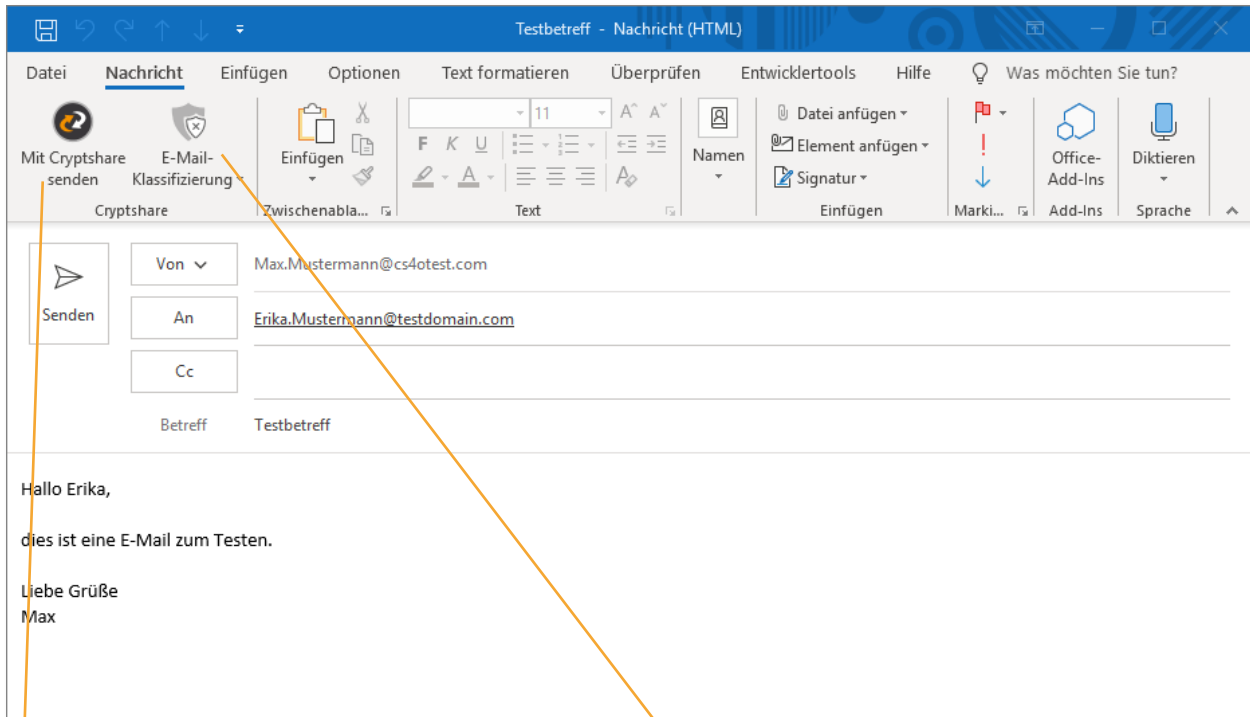 Testbetreff - Nachricht (HTML)
Datei Nachricht Einfügen Optionen Text formatieren Überprüfen Entwicklertools Hilfe Was möchten Sie tun?
Mit Cryptshare senden
E-Mail-Klassifizierung
Cryptshare
Einfügen
Zwischenabla...
11 A A
F K U
A A
Text
Namen
Datei anfügen
Element anfügen
Signatur
Einfügen
!
Marki...
Office-Add-Ins
Add-Ins
Diktieren
Sprache
Senden
Von Max.Mustermann@cs4otest.com
An Erika.Mustermann@testdomain.com
Cc
Betreff Testbetreff
Hallo Erika,
dies ist eine E-Mail zum Testen.
Liebe Grüße
Max